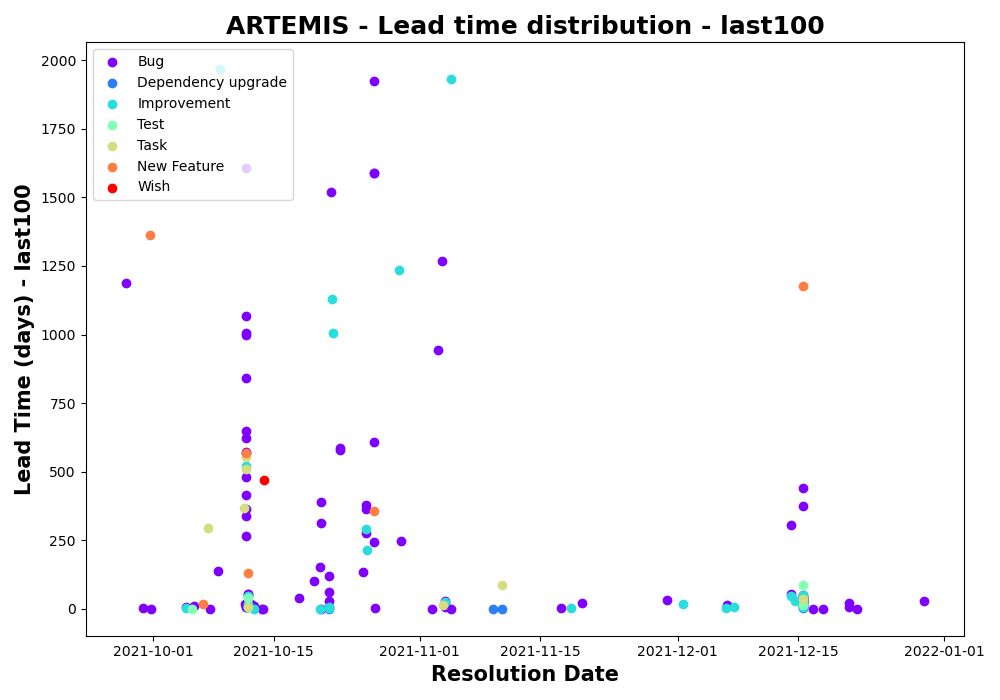 ARTEMIS - Lead time distribution - last100
Lead Time (days) - last100
2000
1750
1500
1250
1000
750
500
250
0
Bug
Dependency upgrade
Improvement
Test
Task
New Feature
Wish
2021-10-01
2021-10-15
2021-11-01
2021-11-15
2021-12-01
2021-12-15
2022-01-01
Resolution Date